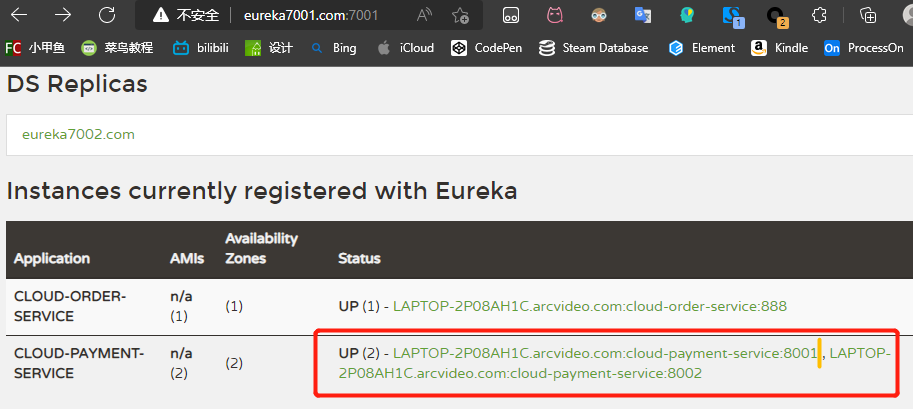 不安全 eureka7001.com:7001
FC 小甲鱼 菜鸟教程 bilibili 设计 Bing iCloud CodePen Steam Database Element Kindle On ProcessOn
DS Replicas
eureka7002.com
Instances currently registered with Eureka
Application AMIs Availability Zones Status
CLOUD-ORDER-SERVICE n/a (1) (1) UP (1) - LAPTOP-2P08AH1C.arcvideo.com:cloud-order-service:888
CLOUD-PAYMENT-SERVICE n/a (2) (2) UP (2) - LAPTOP-2P08AH1C.arcvideo.com:cloud-payment-service:8001 , LAPTOP-
2P08AH1C.arcvideo.com:cloud-payment-service:8002